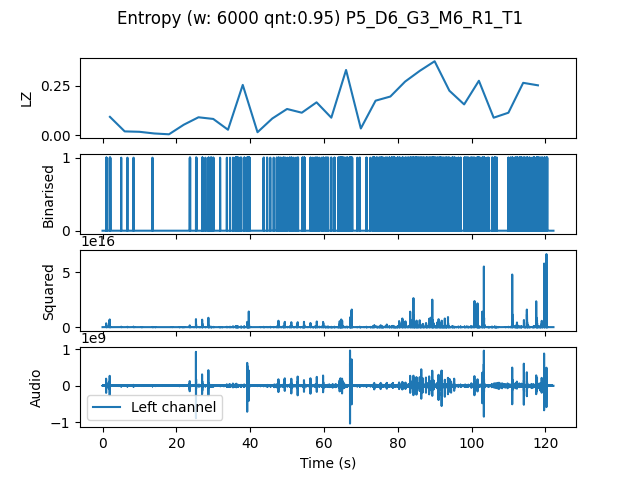 Entropy (w: 6000 qnt:0.95) P5_D6_G3_M6_R1_T1
LZ
0.25
0.00
Binarised
1
0
1e16
Squared
5
0
1e9
Audio
1
0
−1
Left channel
0 20 40 60 80 100 120
Time (s)